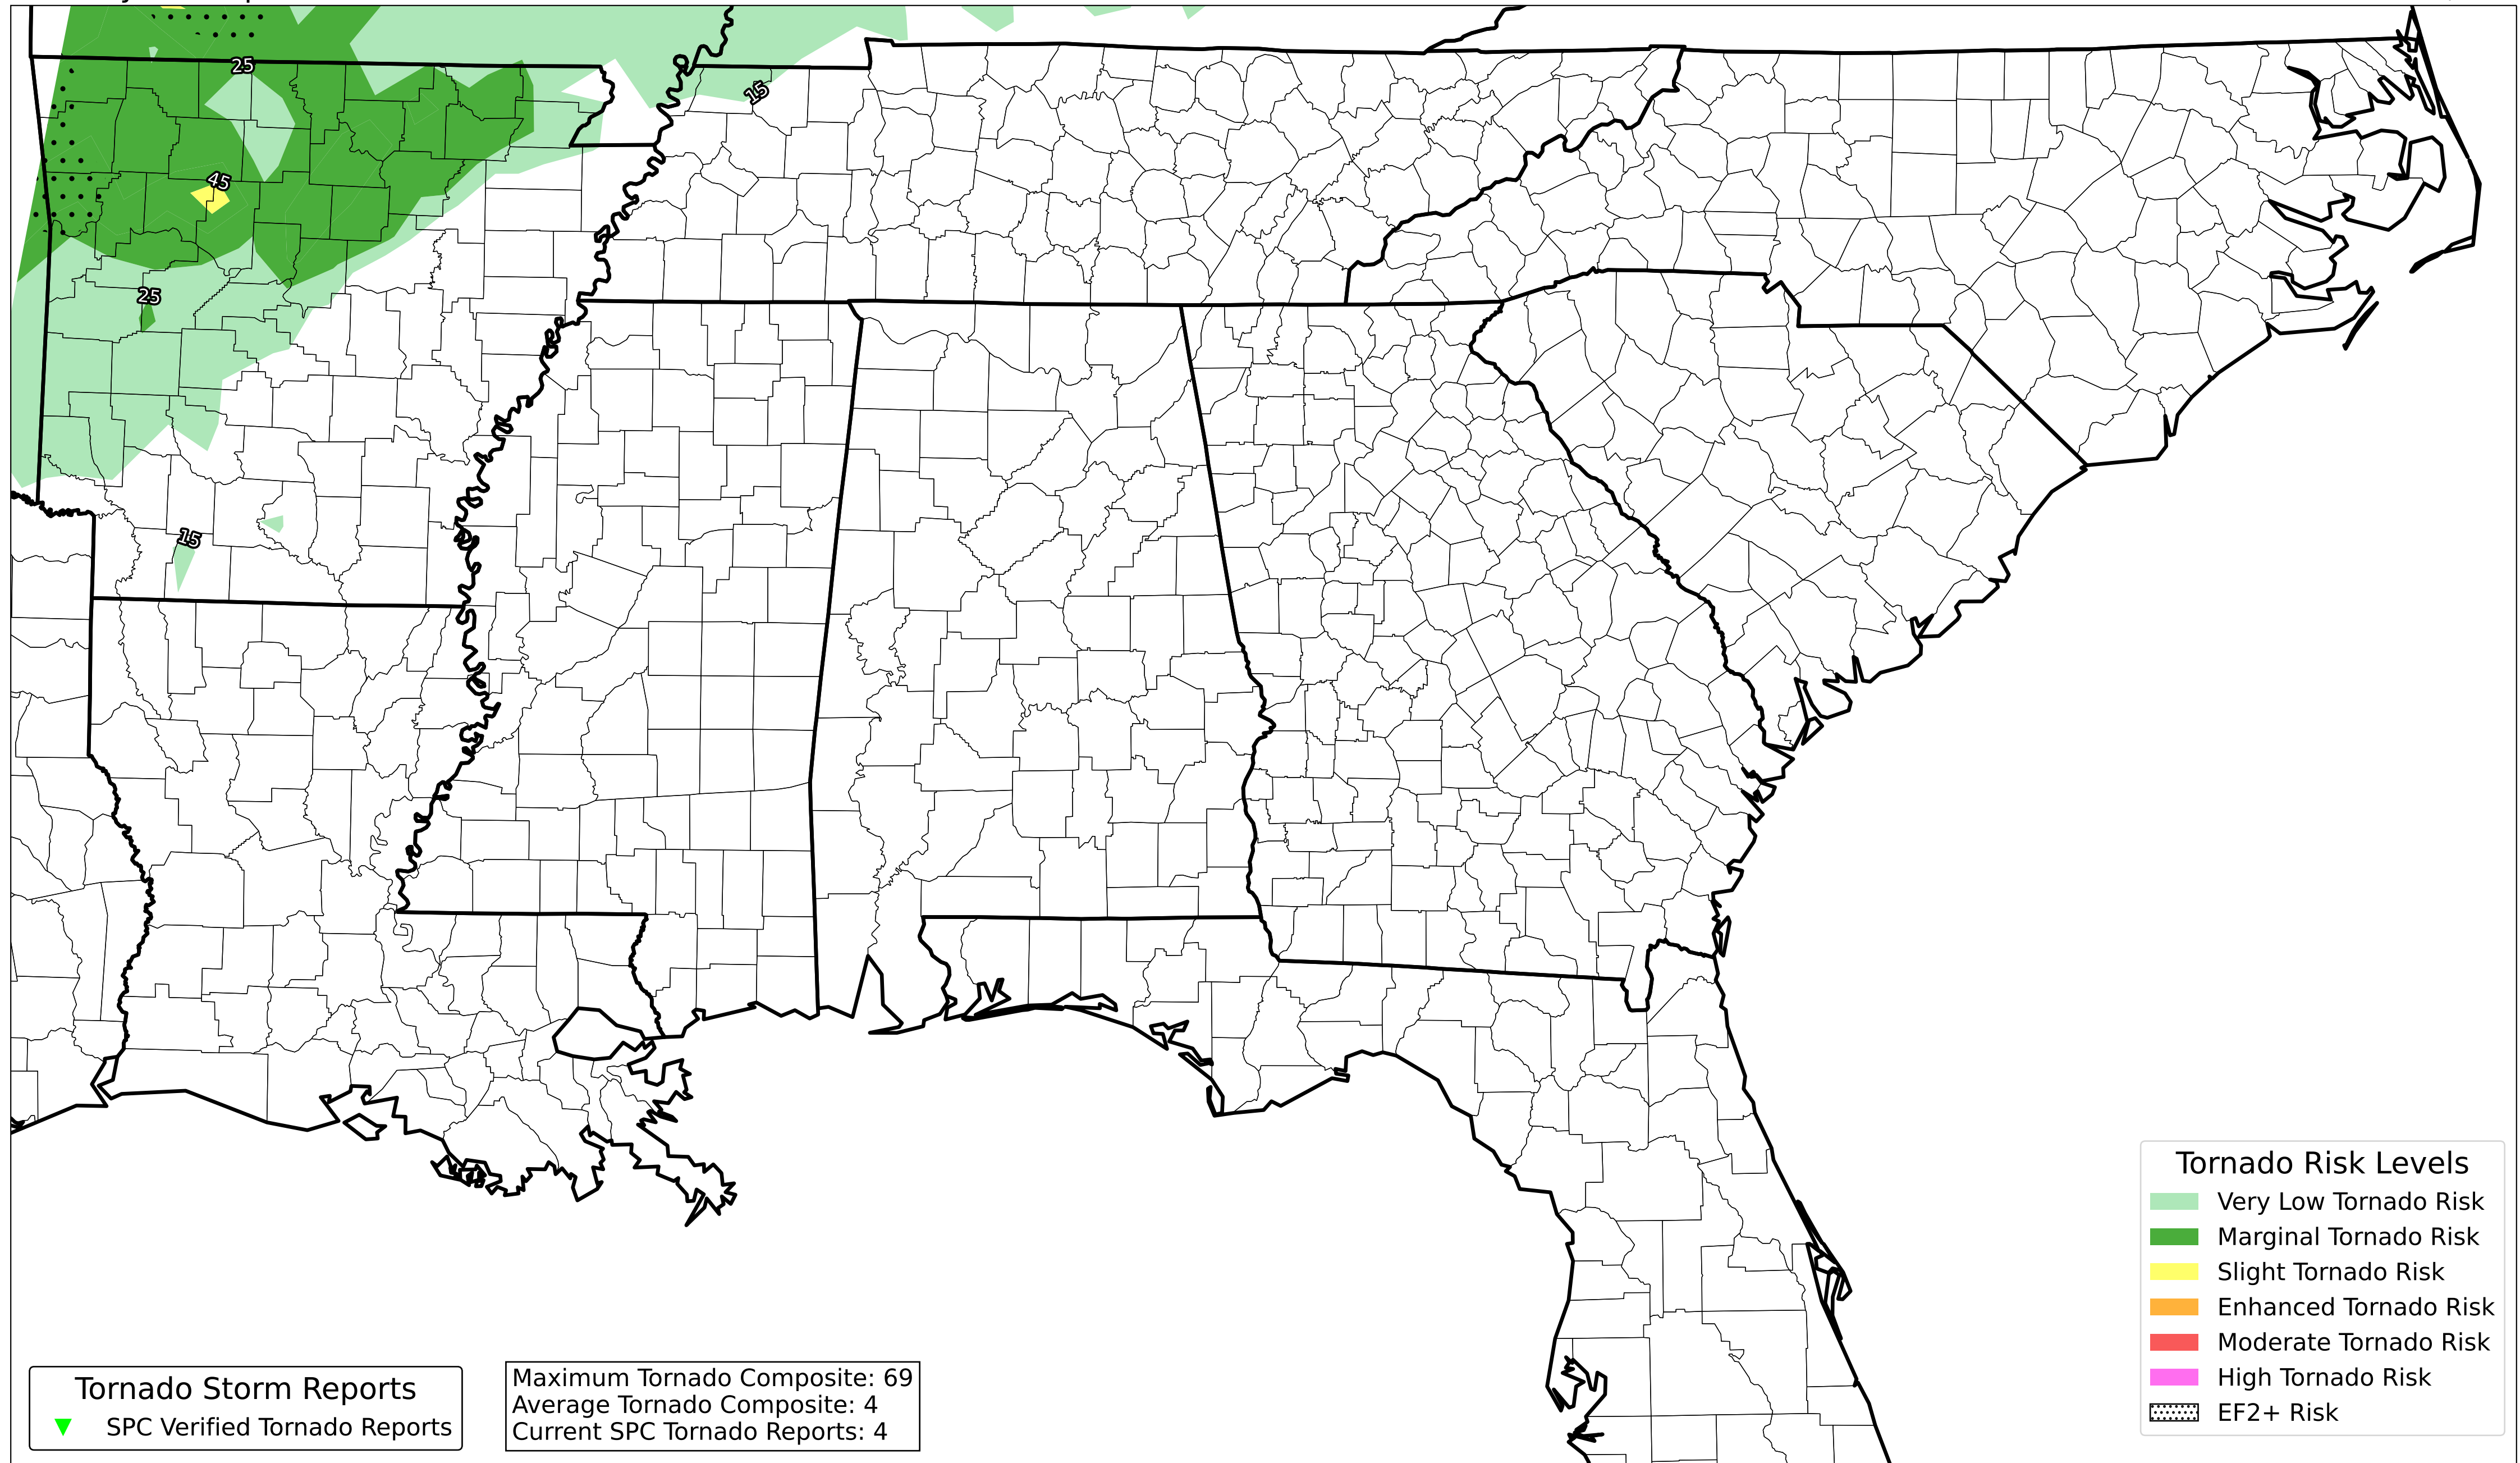 25
15
45
25
15
Tornado Risk Levels
Very Low Tornado Risk
Marginal Tornado Risk
Slight Tornado Risk
Enhanced Tornado Risk
Moderate Tornado Risk
High Tornado Risk
EF2+ Risk
Tornado Storm Reports
SPC Verified Tornado Reports
Maximum Tornado Composite: 69
Average Tornado Composite: 4
Current SPC Tornado Reports: 4